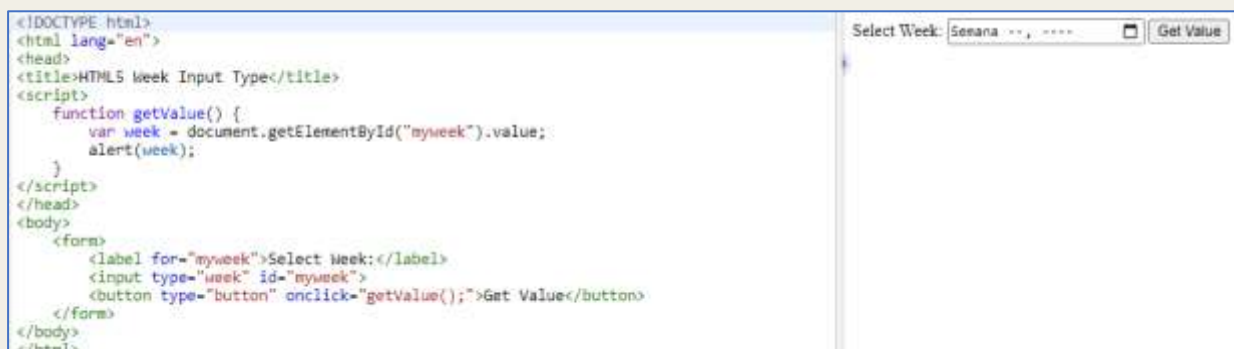 <!DOCTYPE html>
<html lang="en">
<head>
<title>HTML5 Week Input Type</title>
<script>
    function getValue() {
        var week = document.getElementById("myweek").value;
        alert(week);
    }
</script>
</head>
<body>
    <form>
        <label for="myweek">Select Week:</label>
        <input type="week" id="myweek">
        <button type="button" onclick="getValue();">Get Value</button>
    </form>
</body>
</html>
Select Week: Semana --, ---- Get Value